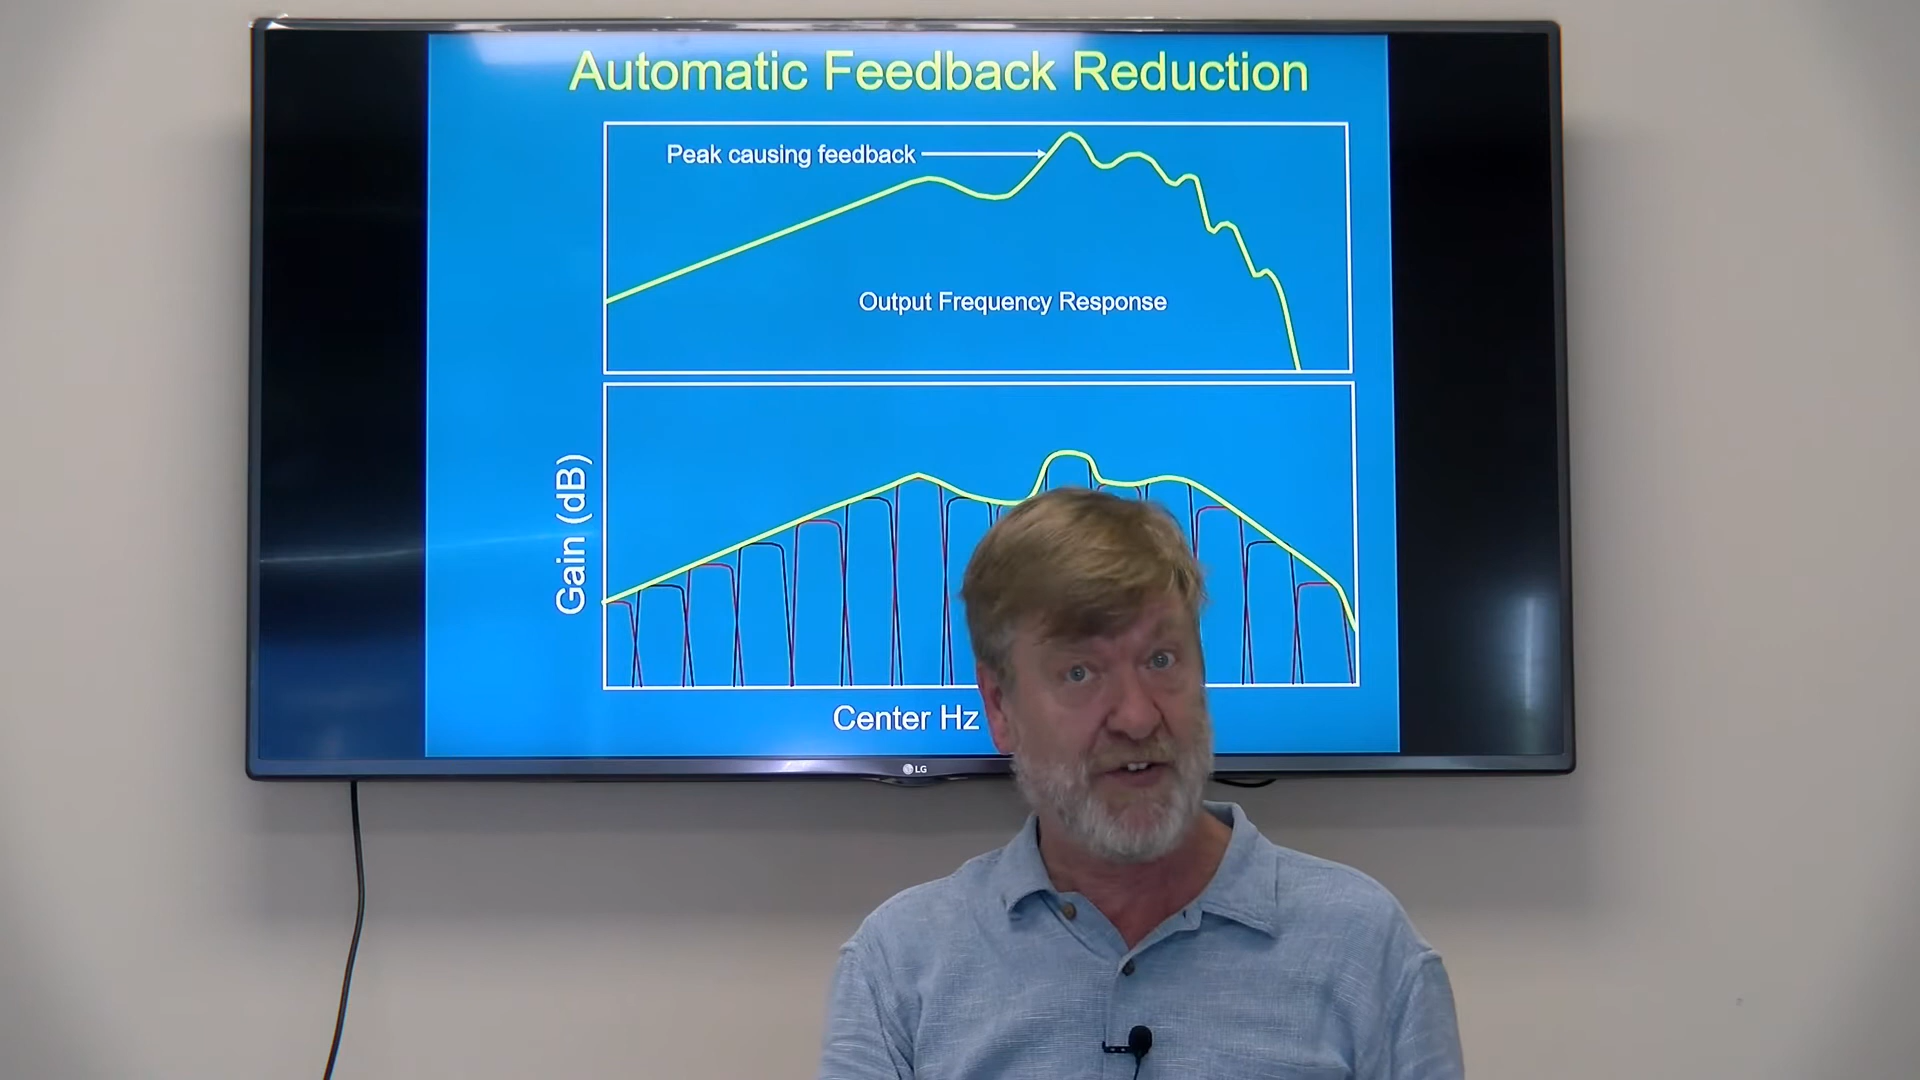 Automatic Feedback Reduction
Peak causing feedback
Output Frequency Response
Gain (dB)
Center Hz
LG